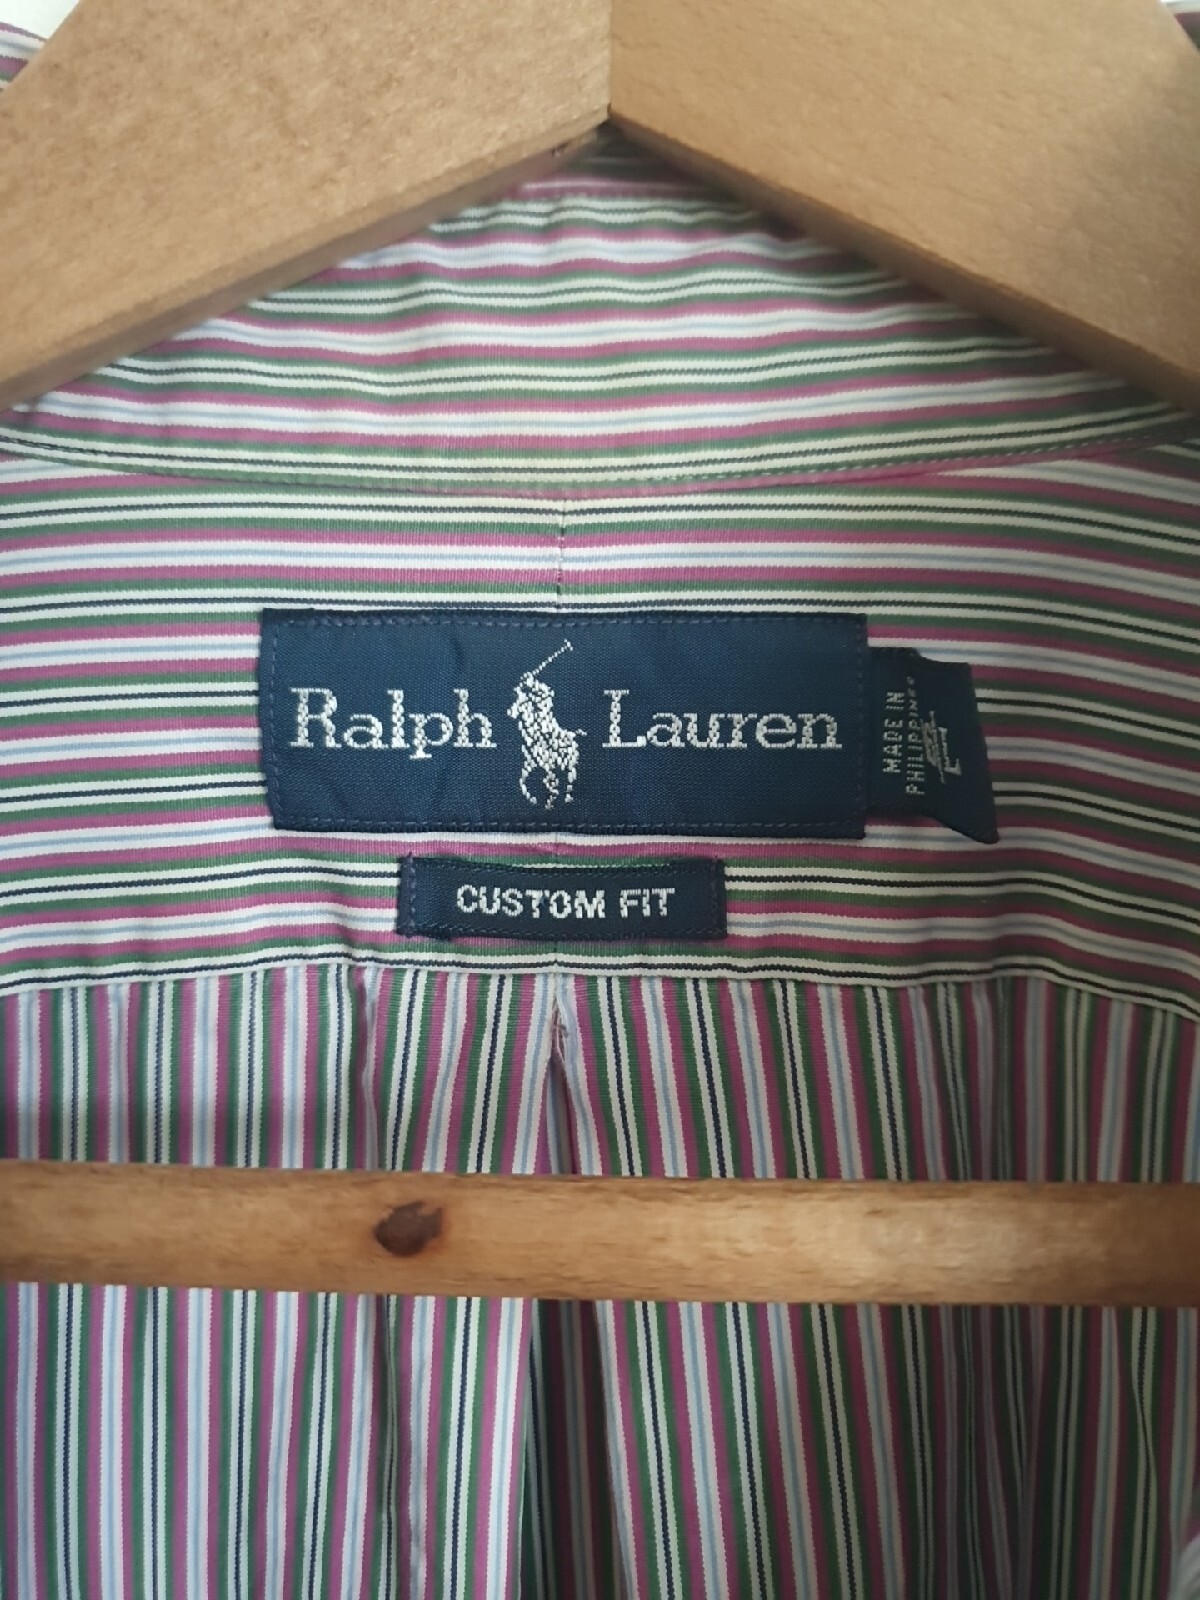 Ralph Lauren
MADE IN
PHILIPPINES
L
CUSTOM FIT